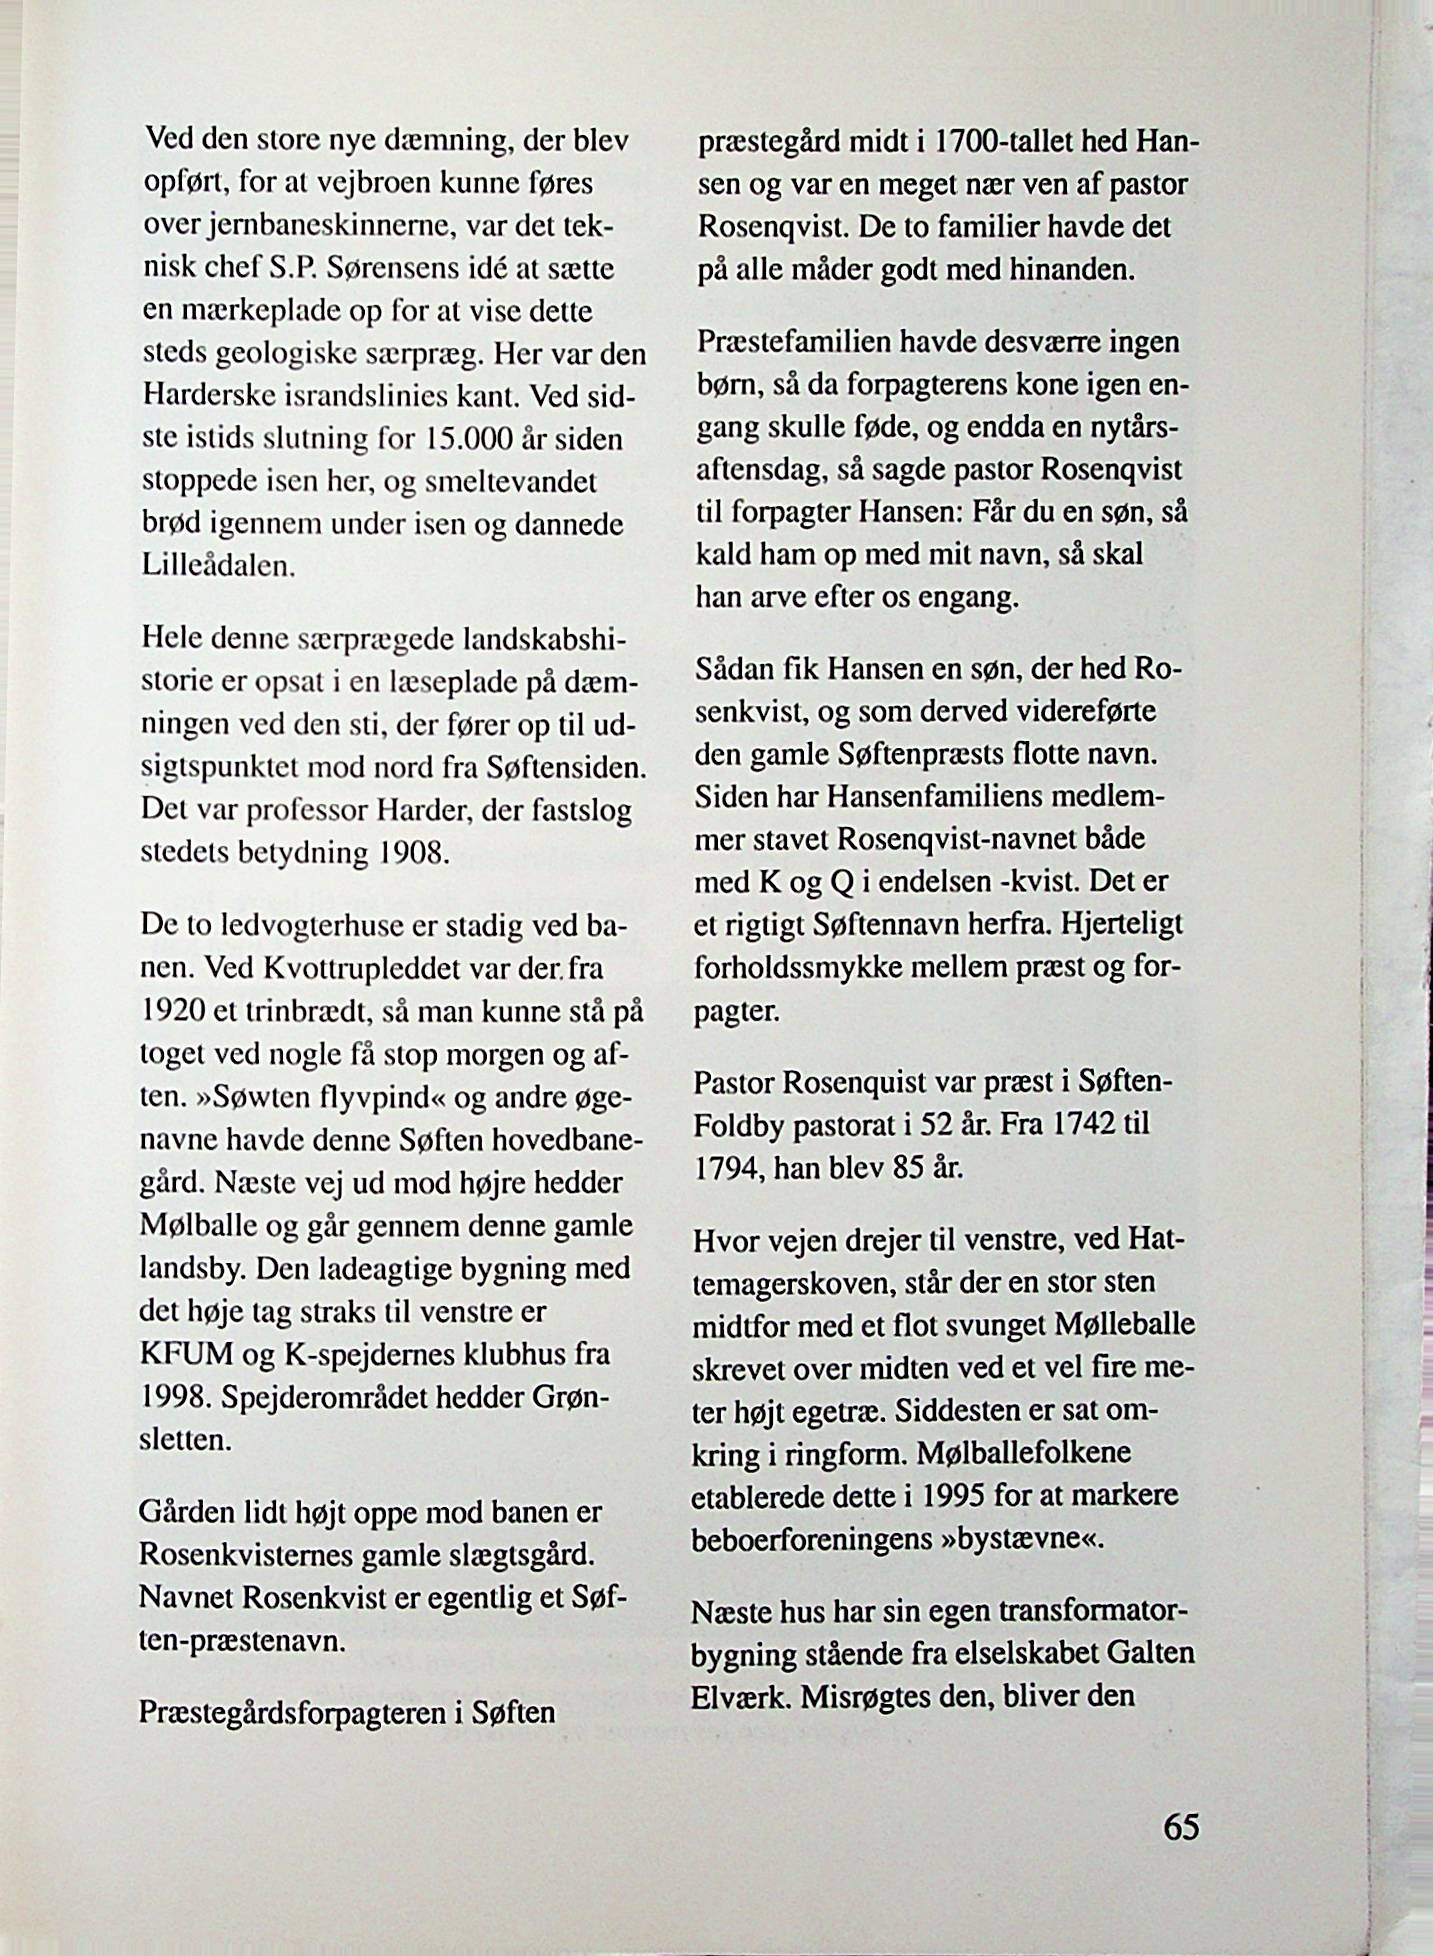 Ved den store nye dæmning, der blev
opført, for at vejbroen kunne føres
over jernbaneskinnerne, var det tek-
nisk chef S.P. Sørensens idé at sætte
en mærkeplade op for at vise dette
steds geologiske særpræg. Her var den
Harderske israndslinies kant. Ved sid-
ste istids slutning for 15.000 år siden
stoppede isen her, og smeltevandet
brød igennem under isen og dannede
Lilleådalen.
Hele denne særprægede landskabshi-
storie er opsat i en læseplade på dæm-
ningen ved den sti, der fører op til ud-
sigtspunktet mod nord fra Søftensiden.
Det var professor Harder, der fastslog
stedets betydning 1908.
De to ledvogterhuse er stadig ved ba-
nen. Ved Kvottrupleddet var der fra
1920 et trinbrædt, så man kunne stå på
toget ved nogle få stop morgen og af-
ten. »Søwten flyvpind« og andre øge-
navne havde denne Søften hovedbane-
gård. Næste vej ud mod højre hedder
Mølballe og går gennem denne gamle
landsby. Den ladeagtige bygning med
det høje tag straks til venstre er
KFUM og K-spejdernes klubhus fra
1998. Spejderområdet hedder Grøn-
sletten.
Gården lidt højt oppe mod banen er
Rosenkvisternes gamle slægtsgård.
Navnet Rosenkvist er egentlig et Søf-
ten-præstenavn.
Præstegårdsforpagteren i Søften
præstegård midt i 1700-tallet hed Han-
sen og var en meget nær ven af pastor
Rosenqvist. De to familier havde det
på alle måder godt med hinanden.
Præstefamilien havde desværre ingen
børn, så da forpagterens kone igen en-
gang skulle føde, og endda en nytårs-
aftensdag, så sagde pastor Rosenqvist
til forpagter Hansen: Får du en søn, så
kald ham op med mit navn, så skal
han arve efter os engang.
Sådan fik Hansen en søn, der hed Ro-
senkvist, og som derved videreførte
den gamle Søftenpræsts flotte navn.
Siden har Hansenfamiliens medlem-
mer stavet Rosenqvist-navnet både
med K og Q i endelsen -kvist. Det er
et rigtigt Søftennavn herfra. Hjerteligt
forholdssmykke mellem præst og for-
pagter.
Pastor Rosenquist var præst i Søften-
Foldby pastorat i 52 år. Fra 1742 til
1794, han blev 85 år.
Hvor vejen drejer til venstre, ved Hat-
temagerskoven, står der en stor sten
midtfor med et flot svunget Mølleballe
skrevet over midten ved et vel fire me-
ter højt egetræ. Siddesten er sat om-
kring i ringform. Mølballefolkene
etablerede dette i 1995 for at markere
beboerforeningens »bystævne«.
Næste hus har sin egen transformator-
bygning stående fra elselskabet Galten
Elværk. Misrøgtes den, bliver den
65